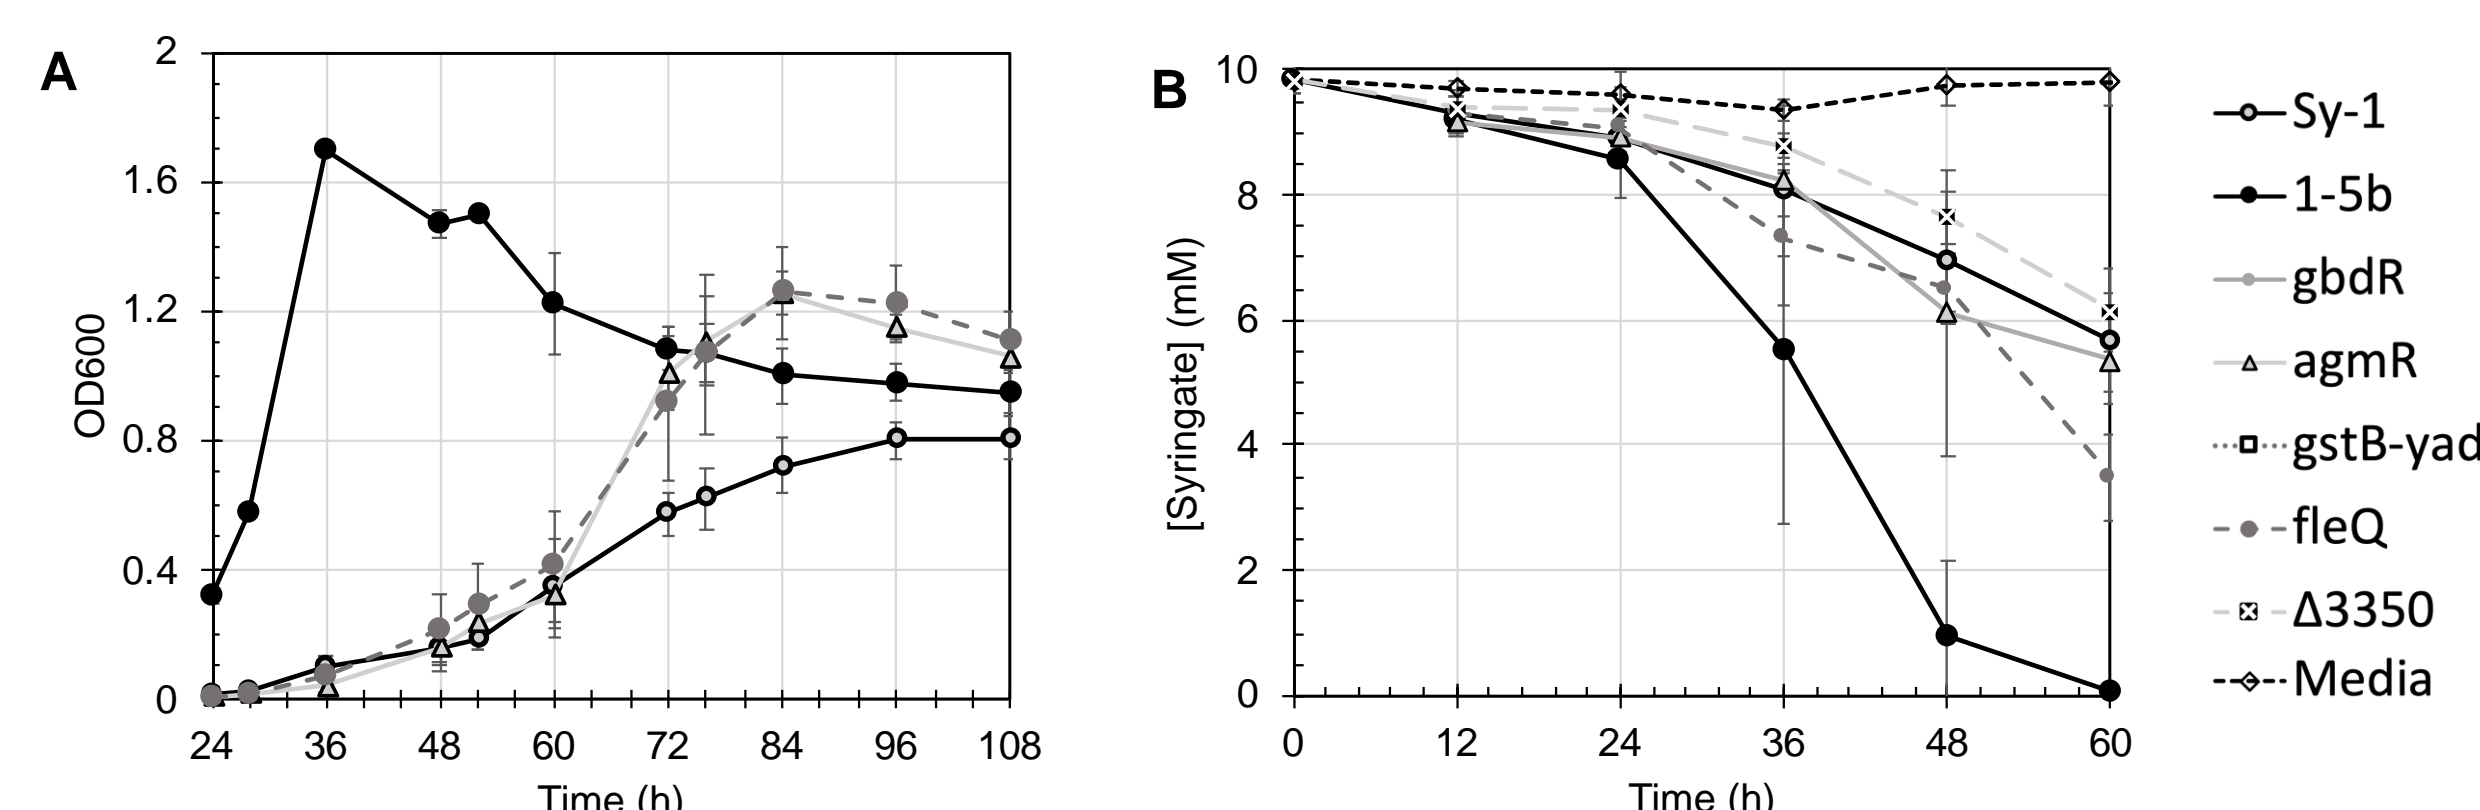 A
2
1.6
1.2
0.8
0.4
0
OD600
24 36 48 60 72 84 96 108
Time (h)
B
10
8
6
4
2
0
[Syringate] (mM)
0 12 24 36 48 60
Time (h)
Sy-1
1-5b
gbdR
agmR
gstB-yad
fleQ
Δ3350
Media